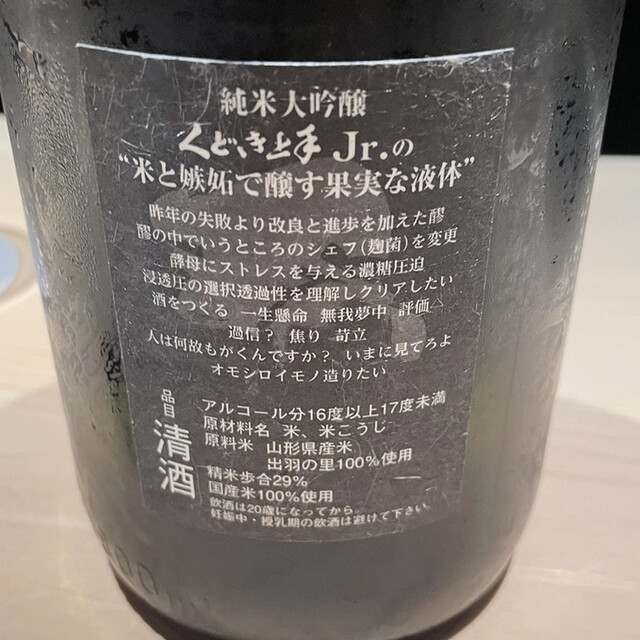 純米大吟醸
くどき上手 Jr.の
“米と嫉妬で醸す果実な液体”
昨年の失敗より改良と進歩を加えた醪
醪の中でいうところのシェフ(麹菌)を変更
酵母にストレスを与える濃糖圧迫
浸透圧の選択透過性を理解しクリアしたい
酒をつくる 一生懸命 無我夢中 評価△
過信? 焦り 苛立
人は何故もがくんですか? いまに見てろよ
オモシロイモノ造りたい
品目
清酒
アルコール分16度以上17度未満
原材料名 米、米こうじ
原料米 山形県産米
出羽の里100%使用
精米歩合29%
国産米100%使用
飲酒は20歳になってから。
妊娠中・授乳期の飲酒は避けて下さい。